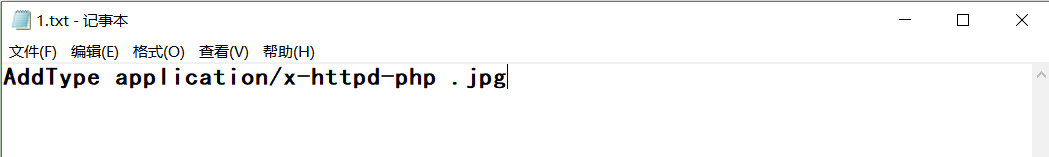 1.txt - 记事本
文件(F) 编辑(E) 格式(O) 查看(V) 帮助(H)
AddType application/x-httpd-php .jpg